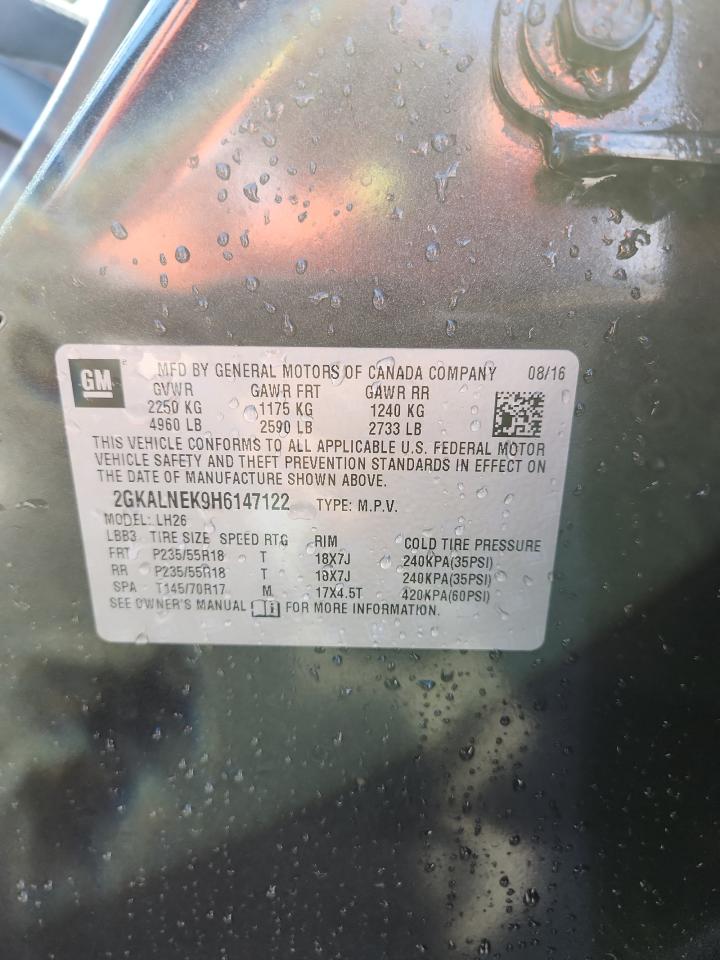 GM
MFD BY GENERAL MOTORS OF CANADA COMPANY 08/16
GVWR GAWR FRT GAWR RR
2250 KG 1175 KG 1240 KG
4960 LB 2590 LB 2733 LB
THIS VEHICLE CONFORMS TO ALL APPLICABLE U.S. FEDERAL MOTOR
VEHICLE SAFETY AND THEFT PREVENTION STANDARDS IN EFFECT ON
THE DATE OF MANUFACTURE SHOWN ABOVE.
2GKALNEK9H6147122 TYPE: M.P.V.
MODEL: LH26
LBB3 TIRE SIZE SPEED RTG RIM COLD TIRE PRESSURE
FRT P235/55R18 T 18X7J 240KPA(35PSI)
RR P235/55R18 T 18X7J 240KPA(35PSI)
SPA T145/70R17 M 17X4.5T 420KPA(60PSI)
SEE OWNER'S MANUAL FOR MORE INFORMATION.